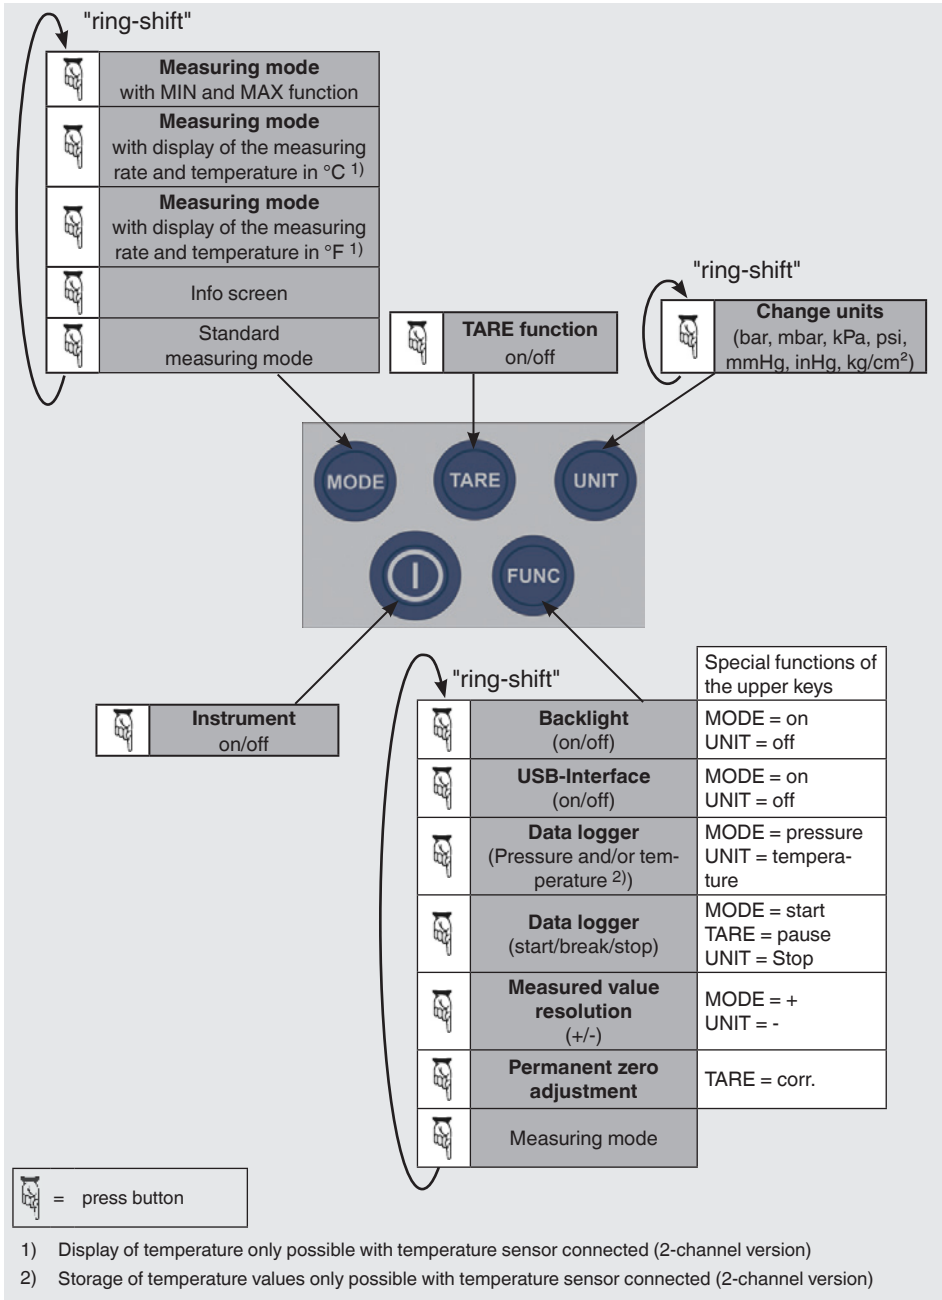 "ring-shift"
Measuring mode
with MIN and MAX function
Measuring mode
with display of the measuring
rate and temperature in °C 1)
Measuring mode
with display of the measuring
rate and temperature in °F 1)
Info screen
Standard
measuring mode
TARE function
on/off
"ring-shift"
Change units
(bar, mbar, kPa, psi,
mmHg, inHg, kg/cm²)
MODE
TARE
UNIT
FUNC
Instrument
on/off
"ring-shift"
Special functions of
the upper keys
Backlight
(on/off)
MODE = on
UNIT = off
USB-Interface
(on/off)
MODE = on
UNIT = off
Data logger
(Pressure and/or tem-
perature 2))
MODE = pressure
UNIT = tempera-
ture
Data logger
(start/break/stop)
MODE = start
TARE = pause
UNIT = Stop
Measured value
resolution
(+/-)
MODE = +
UNIT = -
Permanent zero
adjustment
TARE = corr.
Measuring mode
= press button
1) Display of temperature only possible with temperature sensor connected (2-channel version)
2) Storage of temperature values only possible with temperature sensor connected (2-channel version)